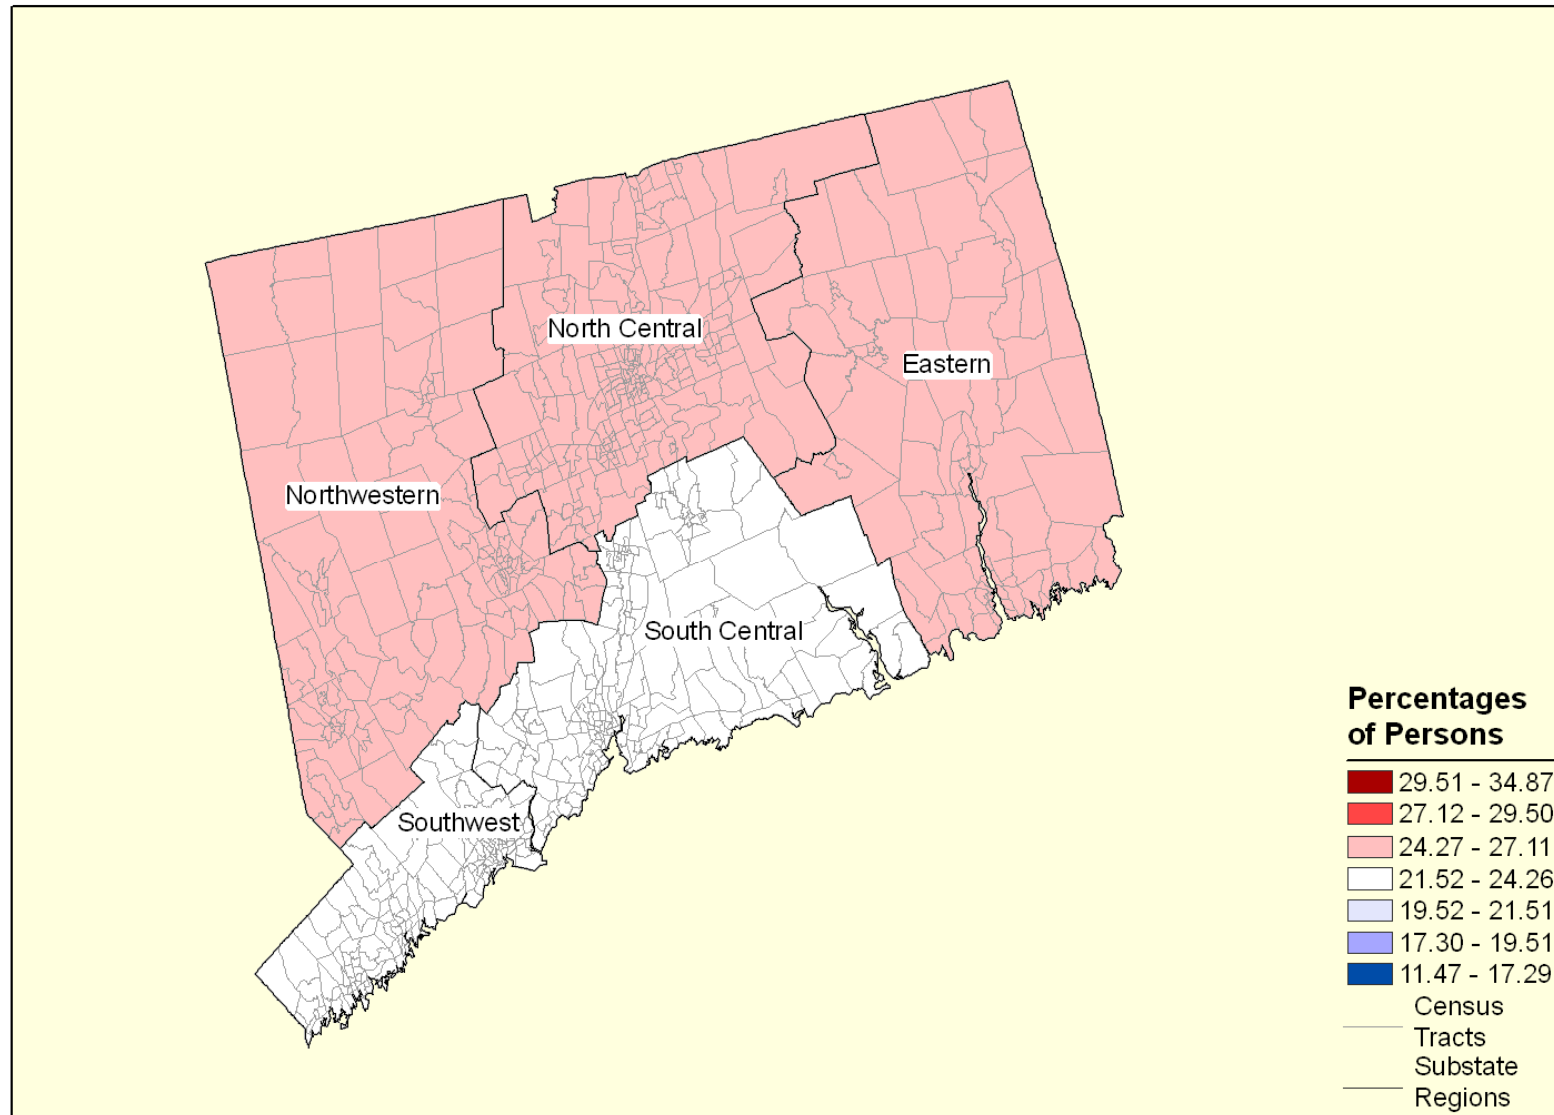 North Central
Eastern
Northwestern
South Central
Southwest
Percentages
of Persons
29.51 - 34.87
27.12 - 29.50
24.27 - 27.11
21.52 - 24.26
19.52 - 21.51
17.30 - 19.51
11.47 - 17.29
Census
Tracts
Substate
Regions